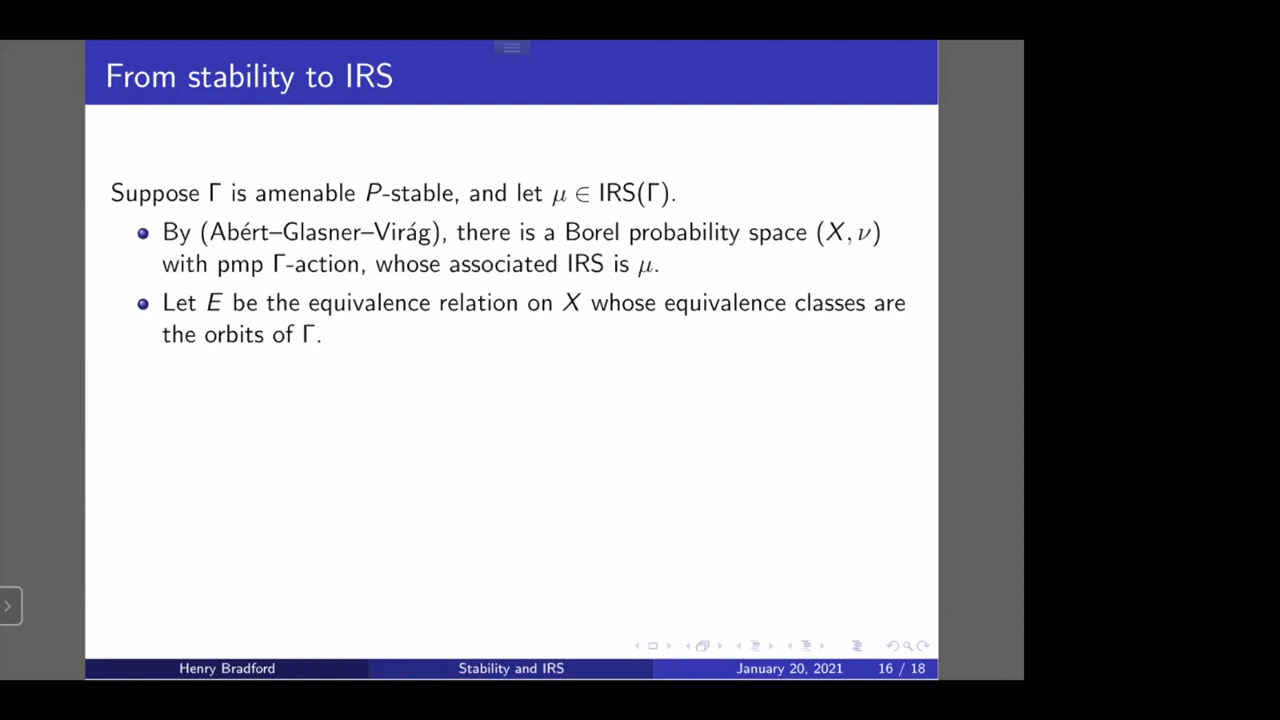 From stability to IRS
Suppose Γ is amenable P-stable, and let μ ∈ IRS(Γ).
By (Abért–Glasner–Virág), there is a Borel probability space (X, ν)
with pmp Γ-action, whose associated IRS is μ.
Let E be the equivalence relation on X whose equivalence classes are
the orbits of Γ.
Henry Bradford
Stability and IRS
January 20, 2021
16 / 18